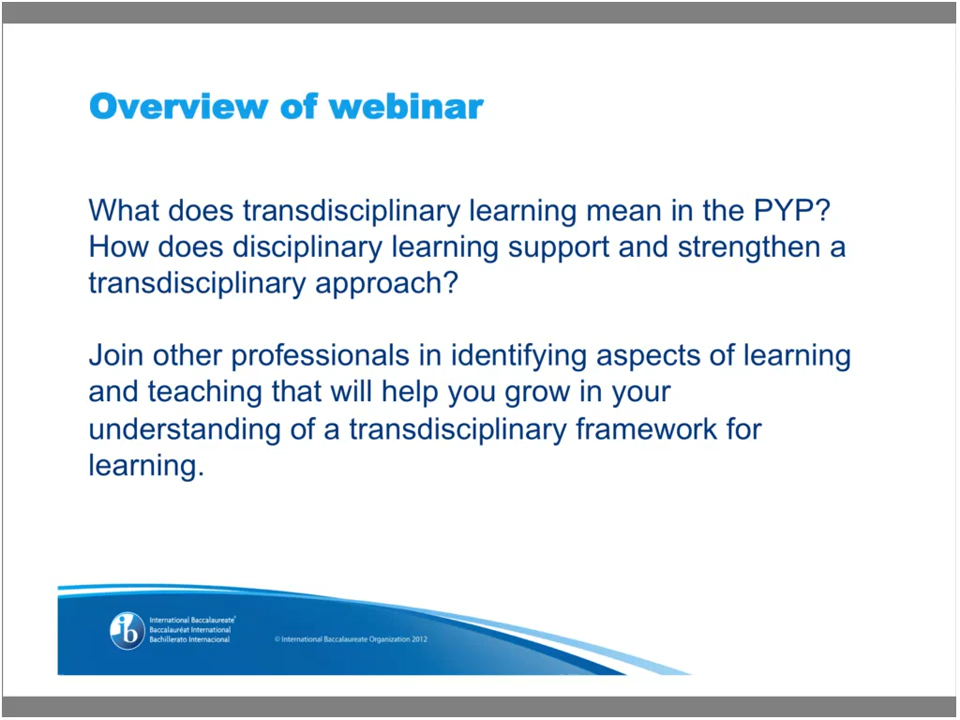 Overview of webinar
What does transdisciplinary learning mean in the PYP?
How does disciplinary learning support and strengthen a
transdisciplinary approach?
Join other professionals in identifying aspects of learning
and teaching that will help you grow in your
understanding of a transdisciplinary framework for
learning.
ib
International Baccalaureate®
Baccalauréat International
Bachillerato Internacional
© International Baccalaureate Organization 2012